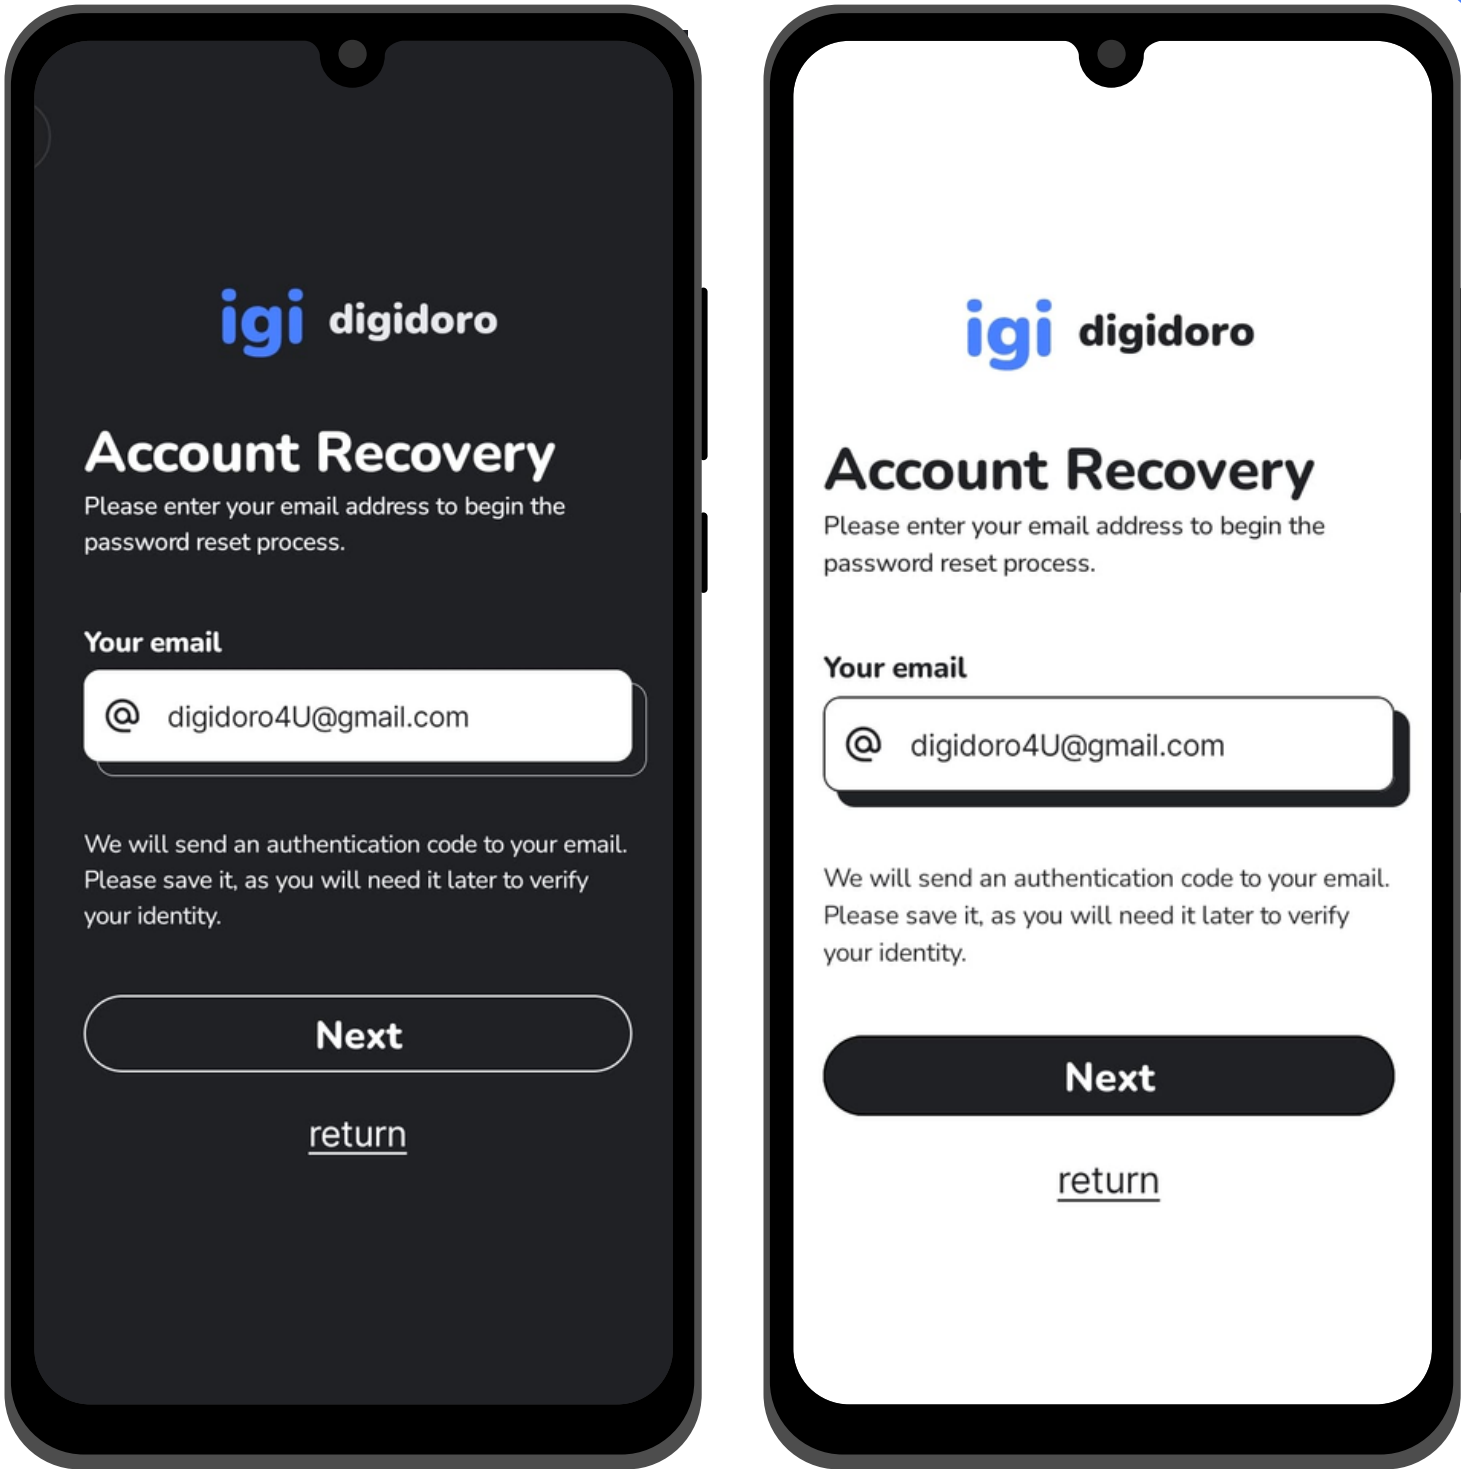 igi digidoro
Account Recovery
Please enter your email address to begin the
password reset process.
Your email
@ digidoro4U@gmail.com
We will send an authentication code to your email.
Please save it, as you will need it later to verify
your identity.
Next
return
igi digidoro
Account Recovery
Please enter your email address to begin the
password reset process.
Your email
@ digidoro4U@gmail.com
We will send an authentication code to your email.
Please save it, as you will need it later to verify
your identity.
Next
return